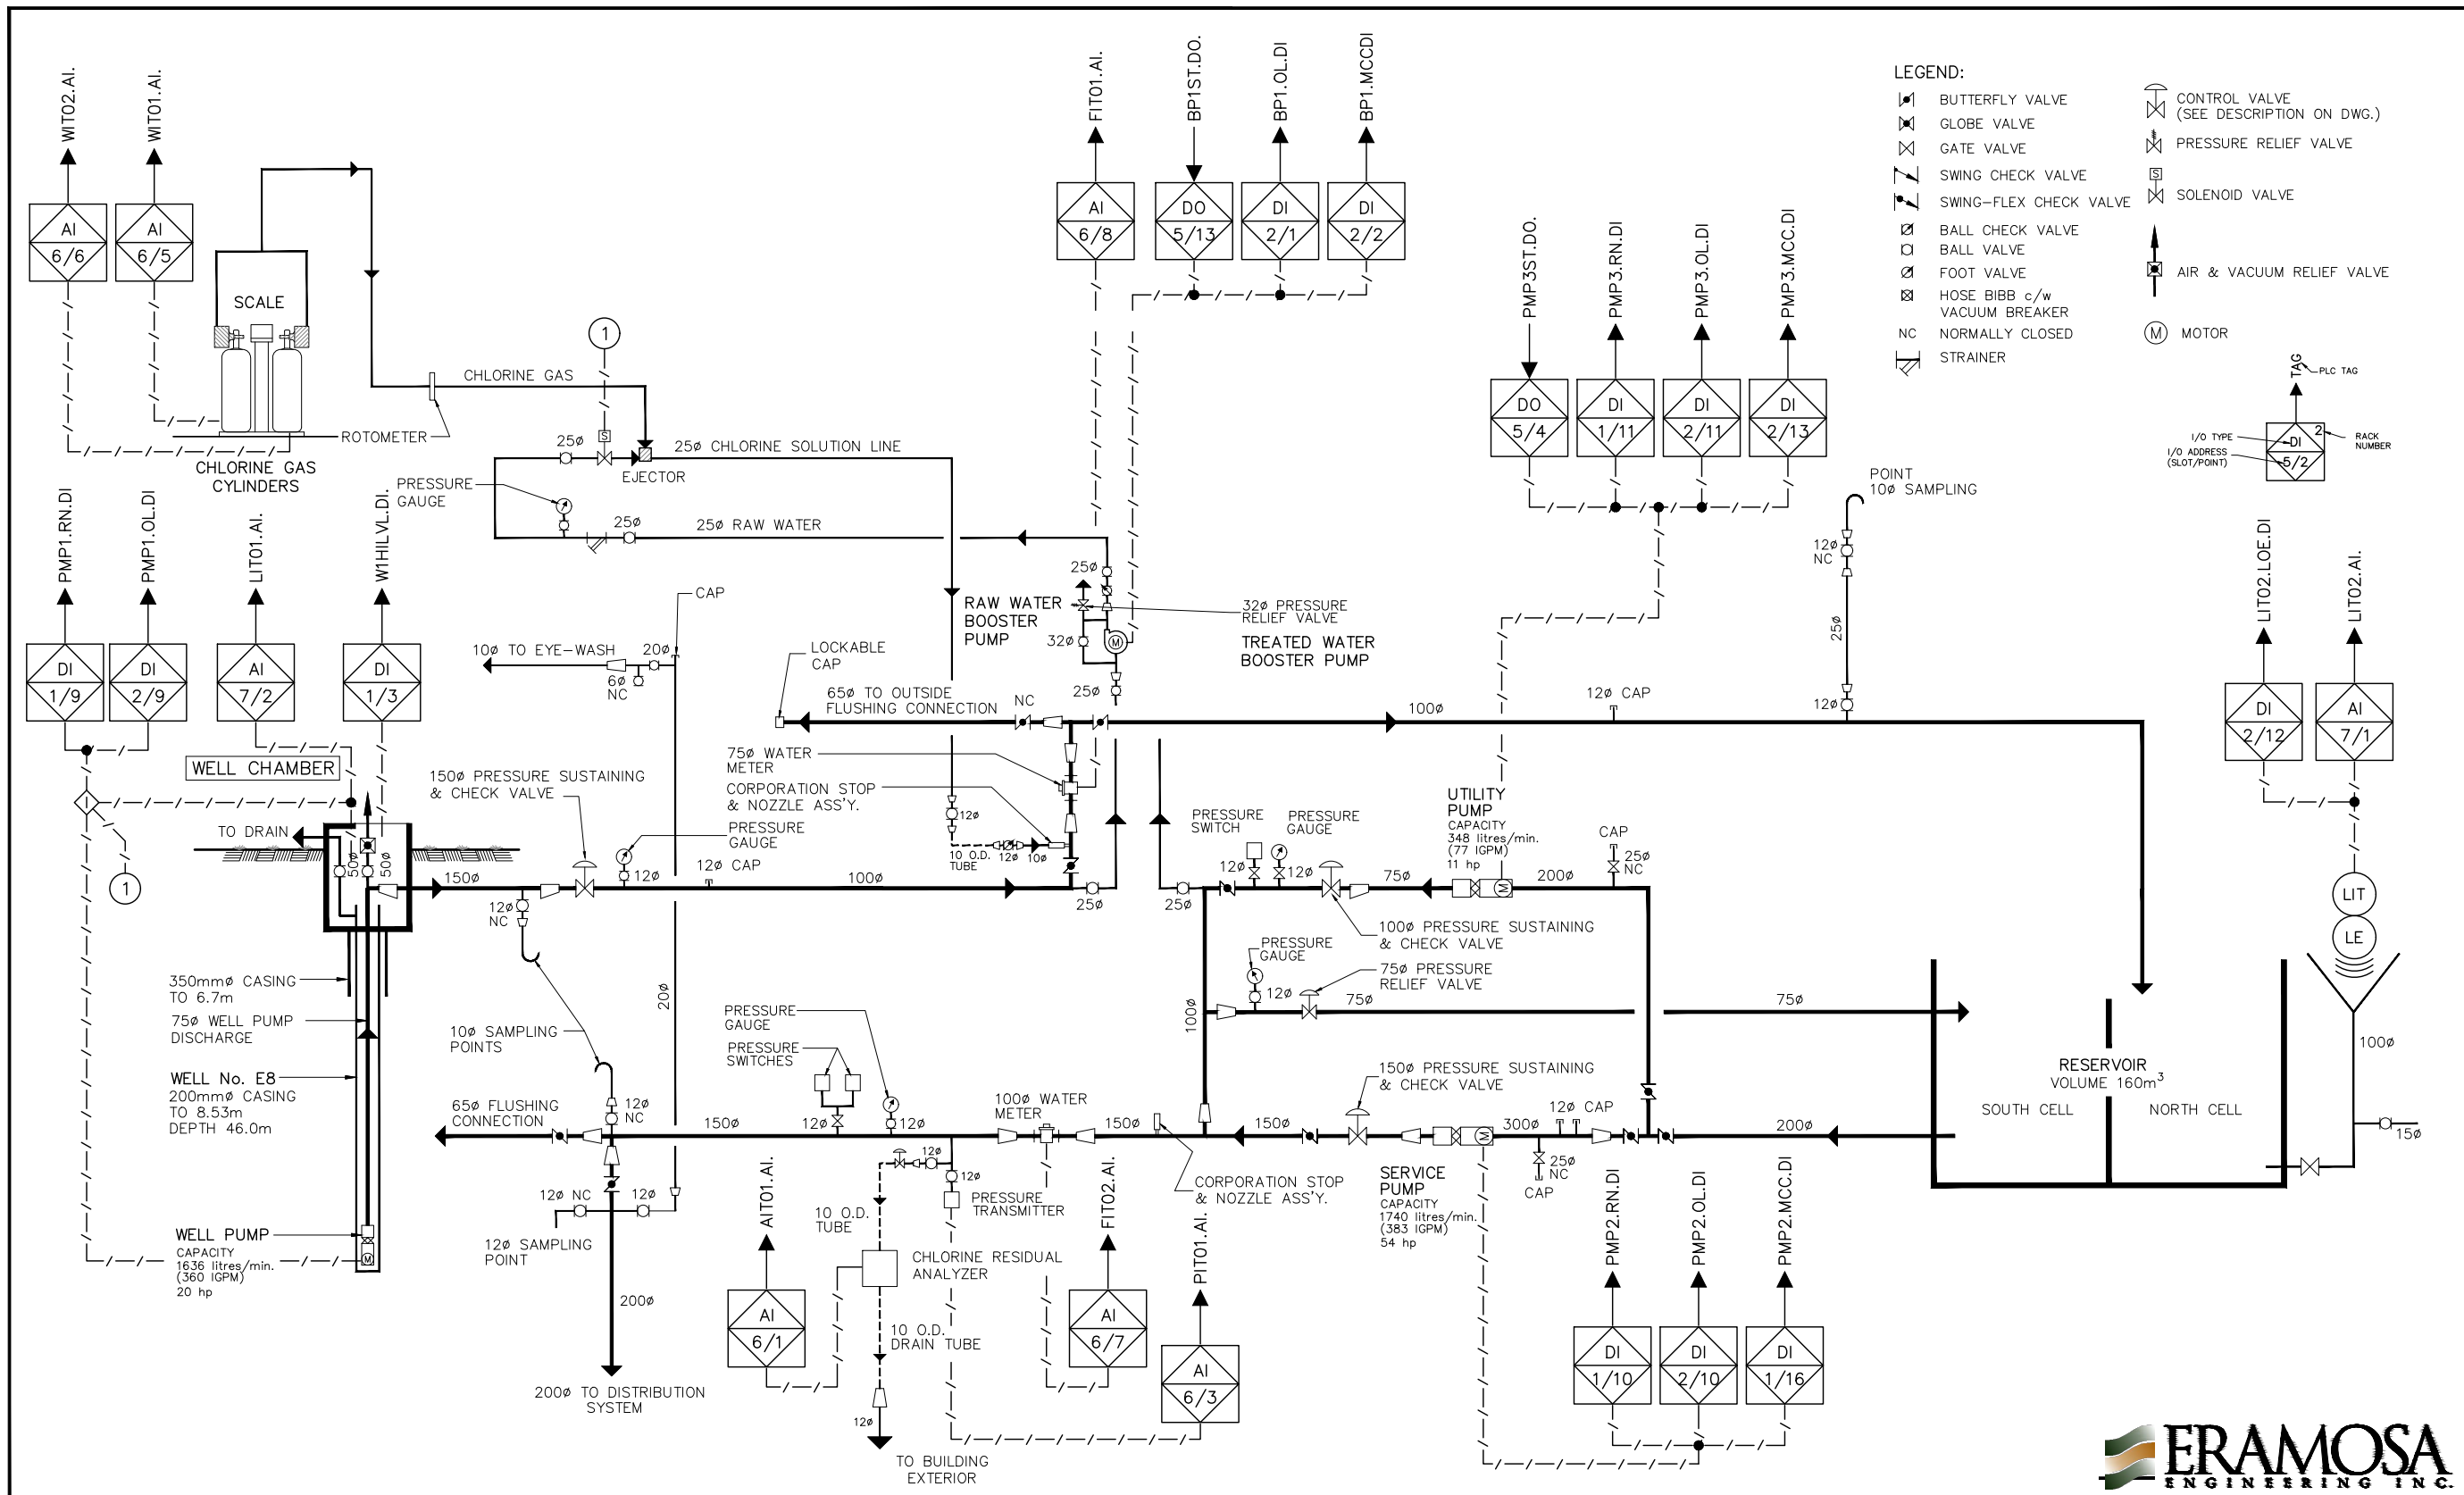 WIT02.AI.
WIT01.AI.
AI
6/6
AI
6/5
SCALE
CHLORINE GAS
CYLINDERS
ROTOMETER
CHLORINE GAS
1
S
25ø
EJECTOR
25ø CHLORINE SOLUTION LINE
PRESSURE
GAUGE
25ø
25ø RAW WATER
FIT01.AI.
BP1ST.DO.
BP1.OL.DI
BP1.MCCDI
AI
6/8
DO
5/13
DI
2/1
DI
2/2
PMP3ST.DO.
PMP3.RN.DI
PMP3.OL.DI
PMP3.MCC.DI
DO
5/4
DI
1/11
DI
2/11
DI
2/13
LEGEND:
BUTTERFLY VALVE
GLOBE VALVE
GATE VALVE
SWING CHECK VALVE
SWING-FLEX CHECK VALVE
BALL CHECK VALVE
BALL VALVE
FOOT VALVE
HOSE BIBB c/w
VACUUM BREAKER
NC NORMALLY CLOSED
STRAINER
CONTROL VALVE
(SEE DESCRIPTION ON DWG.)
PRESSURE RELIEF VALVE
S
SOLENOID VALVE
AIR & VACUUM RELIEF VALVE
M MOTOR
TAG
PLC TAG
I/O TYPE
DI
2
RACK
NUMBER
I/O ADDRESS
(SLOT/POINT)
5/2
POINT
10ø SAMPLING
12ø
NC
25ø
12ø
PMP1.RN.DI
PMP1.OL.DI
LIT01.AI.
W1HILVL.DI.
DI
1/9
DI
2/9
AI
7/2
DI
1/3
WELL CHAMBER
I
1
TO DRAIN
50ø
50ø
150ø
150ø PRESSURE SUSTAINING
& CHECK VALVE
PRESSURE
GAUGE
12ø
12ø CAP
100ø
12ø
NC
CAP
10ø TO EYE-WASH
20ø
6ø
NC
LOCKABLE
CAP
65ø TO OUTSIDE
FLUSHING CONNECTION
NC
RAW WATER
BOOSTER
PUMP
25ø
32ø
M
25ø
32ø PRESSURE
RELIEF VALVE
TREATED WATER
BOOSTER PUMP
75ø WATER
METER
CORPORATION STOP
& NOZZLE ASS'Y.
12ø
10 O.D.
TUBE
12ø
10ø
25ø
25ø
100ø
12ø CAP
PRESSURE
SWITCH
PRESSURE
GAUGE
12ø
12ø
75ø
UTILITY
PUMP
CAPACITY
348 litres/min.
(77 IGPM)
11 hp
M
200ø
CAP
25ø
NC
100ø PRESSURE SUSTAINING
& CHECK VALVE
PRESSURE
GAUGE
12ø
75ø PRESSURE
RELIEF VALVE
75ø
75ø
100ø
LIT02.LOE.DI
LIT02.AI.
DI
2/12
AI
7/1
LIT
LE
100ø
15ø
RESERVOIR
VOLUME 160m3
SOUTH CELL
NORTH CELL
350mmø CASING
TO 6.7m
75ø WELL PUMP
DISCHARGE
WELL No. E8
200mmø CASING
TO 8.53m
DEPTH 46.0m
WELL PUMP
CAPACITY
1636 litres/min.
(360 IGPM)
20 hp
M
10ø SAMPLING
POINTS
20ø
65ø FLUSHING
CONNECTION
12ø
NC
150ø
PRESSURE
GAUGE
PRESSURE
SWITCHES
12ø
12ø
100ø WATER
METER
150ø
150ø
150ø PRESSURE SUSTAINING
& CHECK VALVE
M
300ø
12ø CAP
200ø
25ø
NC
CAP
SERVICE
PUMP
CAPACITY
1740 litres/min.
(383 IGPM)
54 hp
CORPORATION STOP
& NOZZLE ASS'Y.
12ø NC
12ø
12ø SAMPLING
POINT
200ø
200ø TO DISTRIBUTION
SYSTEM
12ø
12ø
PRESSURE
TRANSMITTER
10 O.D.
TUBE
CHLORINE RESIDUAL
ANALYZER
10 O.D.
DRAIN TUBE
12ø
TO BUILDING
EXTERIOR
AIT01.AI.
AI
6/1
FIT02.AI.
AI
6/7
PIT01.AI.
AI
6/3
PMP2.RN.DI
PMP2.OL.DI
PMP2.MCC.DI
DI
1/10
DI
2/10
DI
1/16
ERAMOSA
ENGINEERING INC.